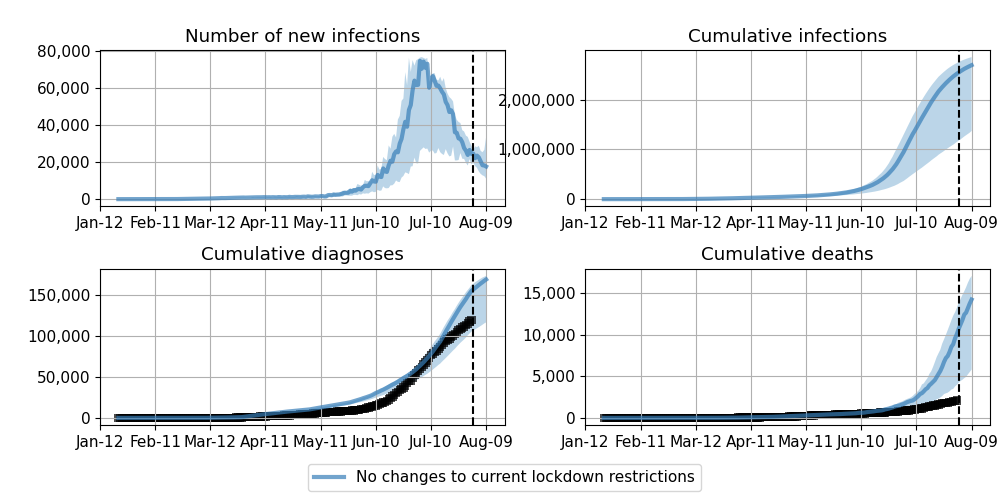 Number of new infections
80,000
60,000
40,000
20,000
0
Jan-12 Feb-11 Mar-12 Apr-11 May-11 Jun-10 Jul-10 Aug-09
Cumulative infections
2,000,000
1,000,000
0
Jan-12 Feb-11 Mar-12 Apr-11 May-11 Jun-10 Jul-10 Aug-09
Cumulative diagnoses
150,000
100,000
50,000
0
Jan-12 Feb-11 Mar-12 Apr-11 May-11 Jun-10 Jul-10 Aug-09
Cumulative deaths
15,000
10,000
5,000
0
Jan-12 Feb-11 Mar-12 Apr-11 May-11 Jun-10 Jul-10 Aug-09
No changes to current lockdown restrictions